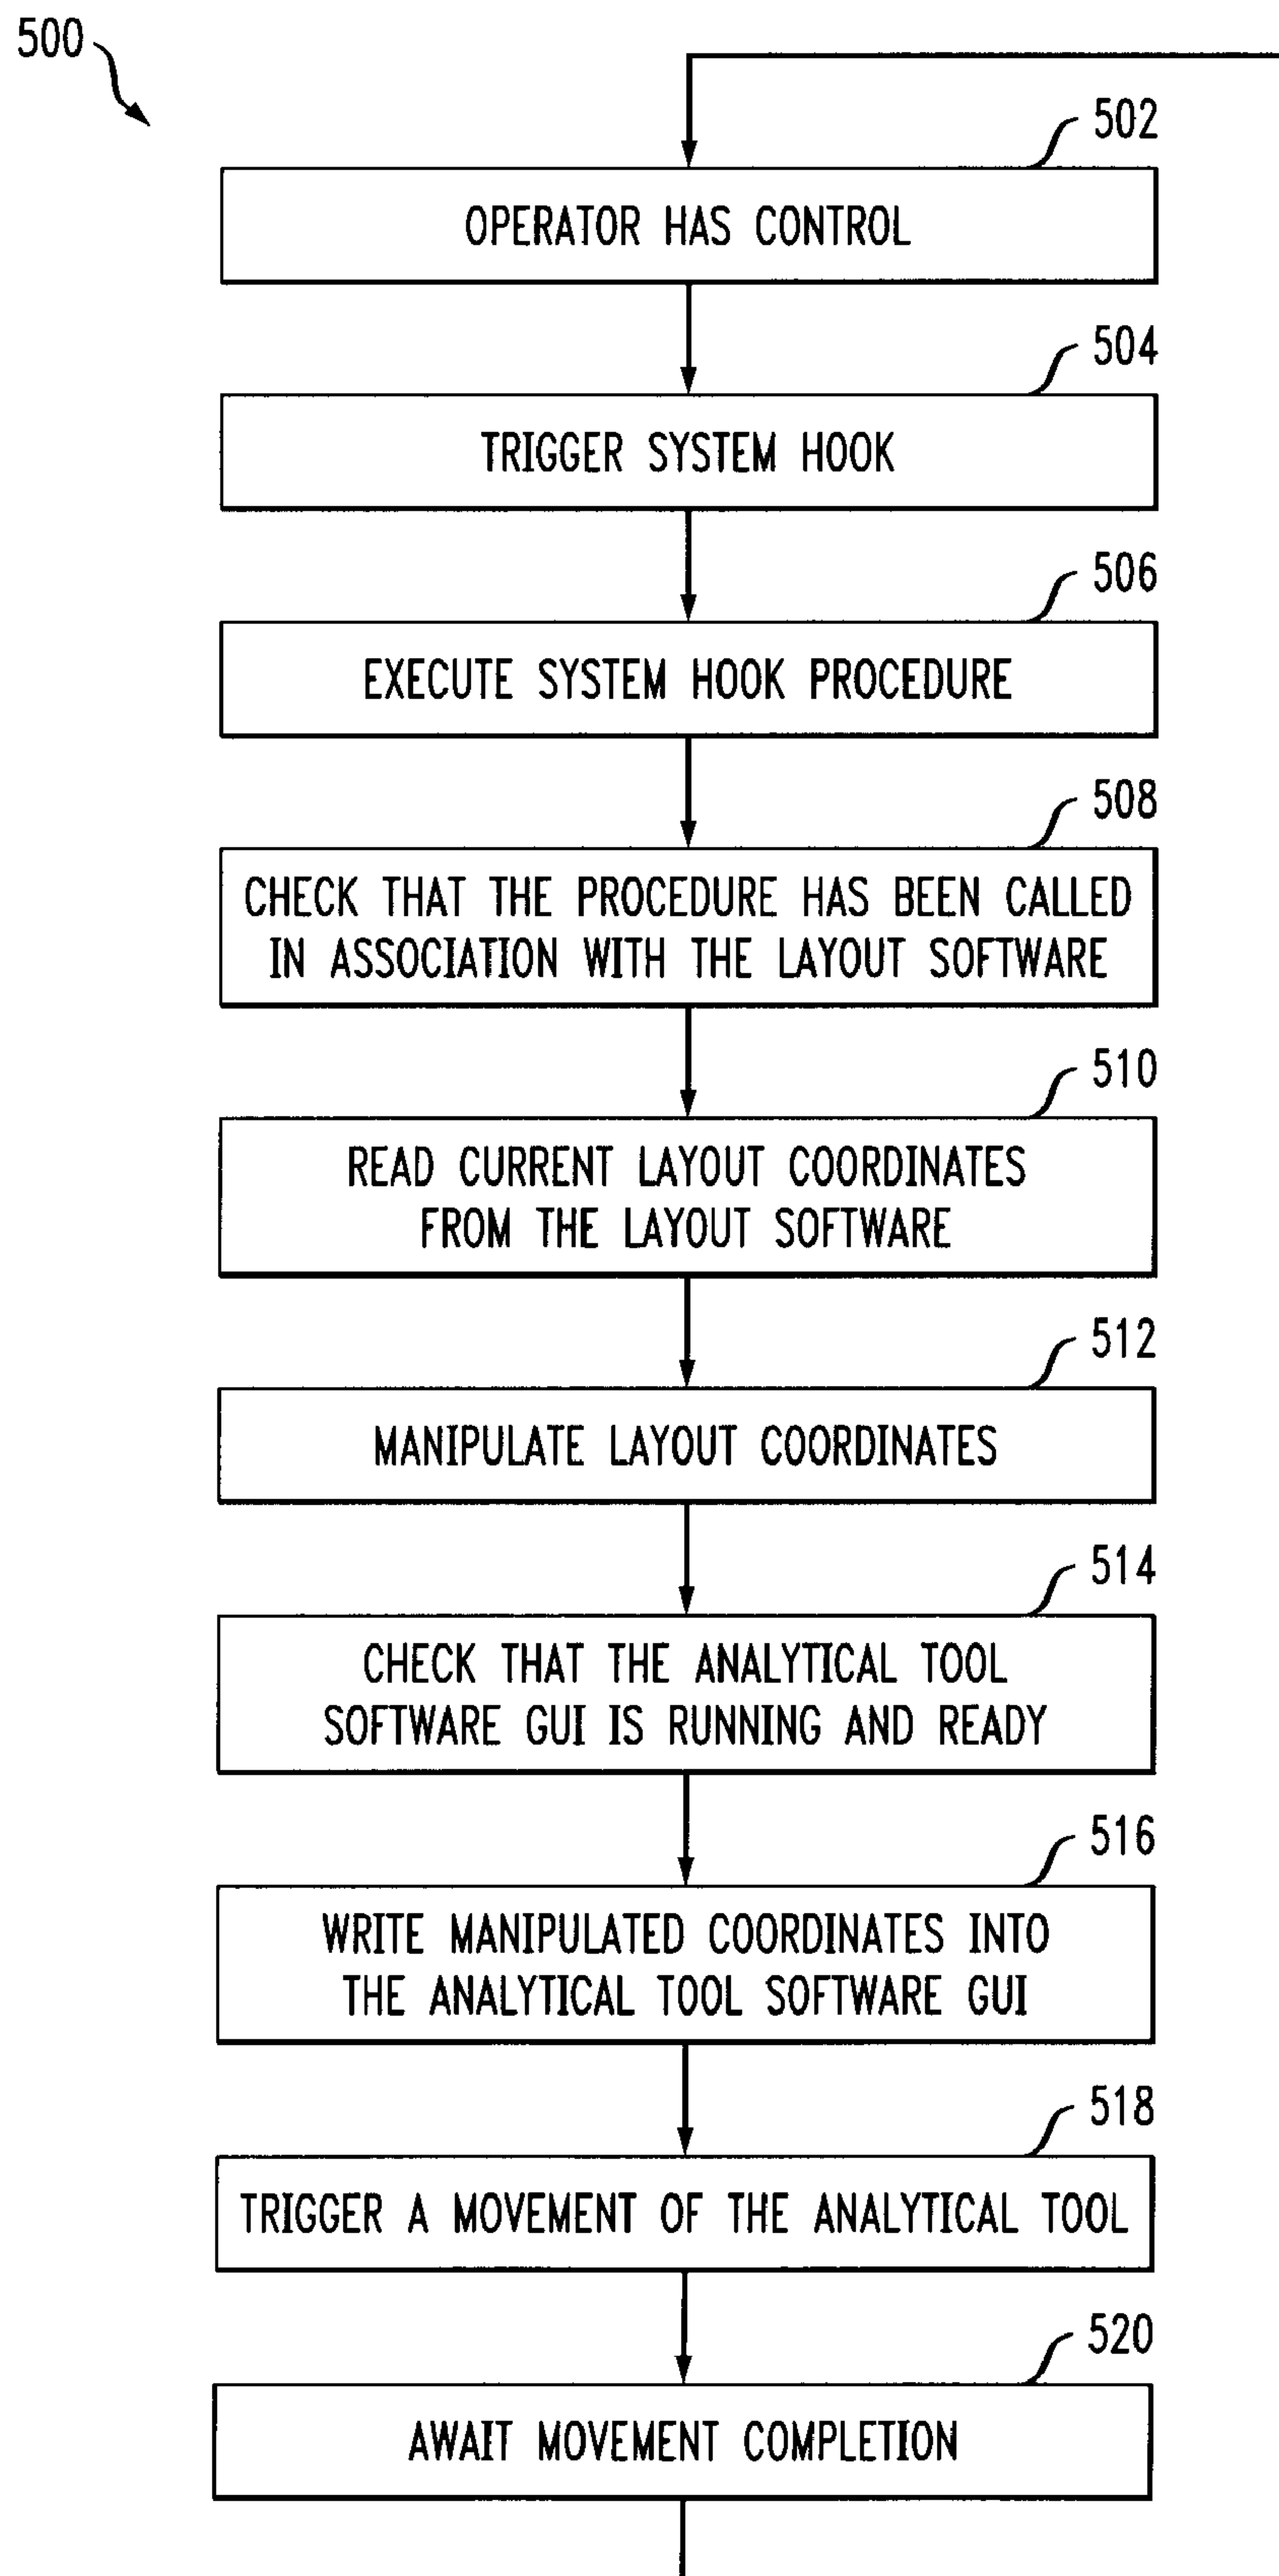 500
502
OPERATOR HAS CONTROL
504
TRIGGER SYSTEM HOOK
506
EXECUTE SYSTEM HOOK PROCEDURE
508
CHECK THAT THE PROCEDURE HAS BEEN CALLED
IN ASSOCIATION WITH THE LAYOUT SOFTWARE
510
READ CURRENT LAYOUT COORDINATES
FROM THE LAYOUT SOFTWARE
512
MANIPULATE LAYOUT COORDINATES
514
CHECK THAT THE ANALYTICAL TOOL
SOFTWARE GUI IS RUNNING AND READY
516
WRITE MANIPULATED COORDINATES INTO
THE ANALYTICAL TOOL SOFTWARE GUI
518
TRIGGER A MOVEMENT OF THE ANALYTICAL TOOL
520
AWAIT MOVEMENT COMPLETION